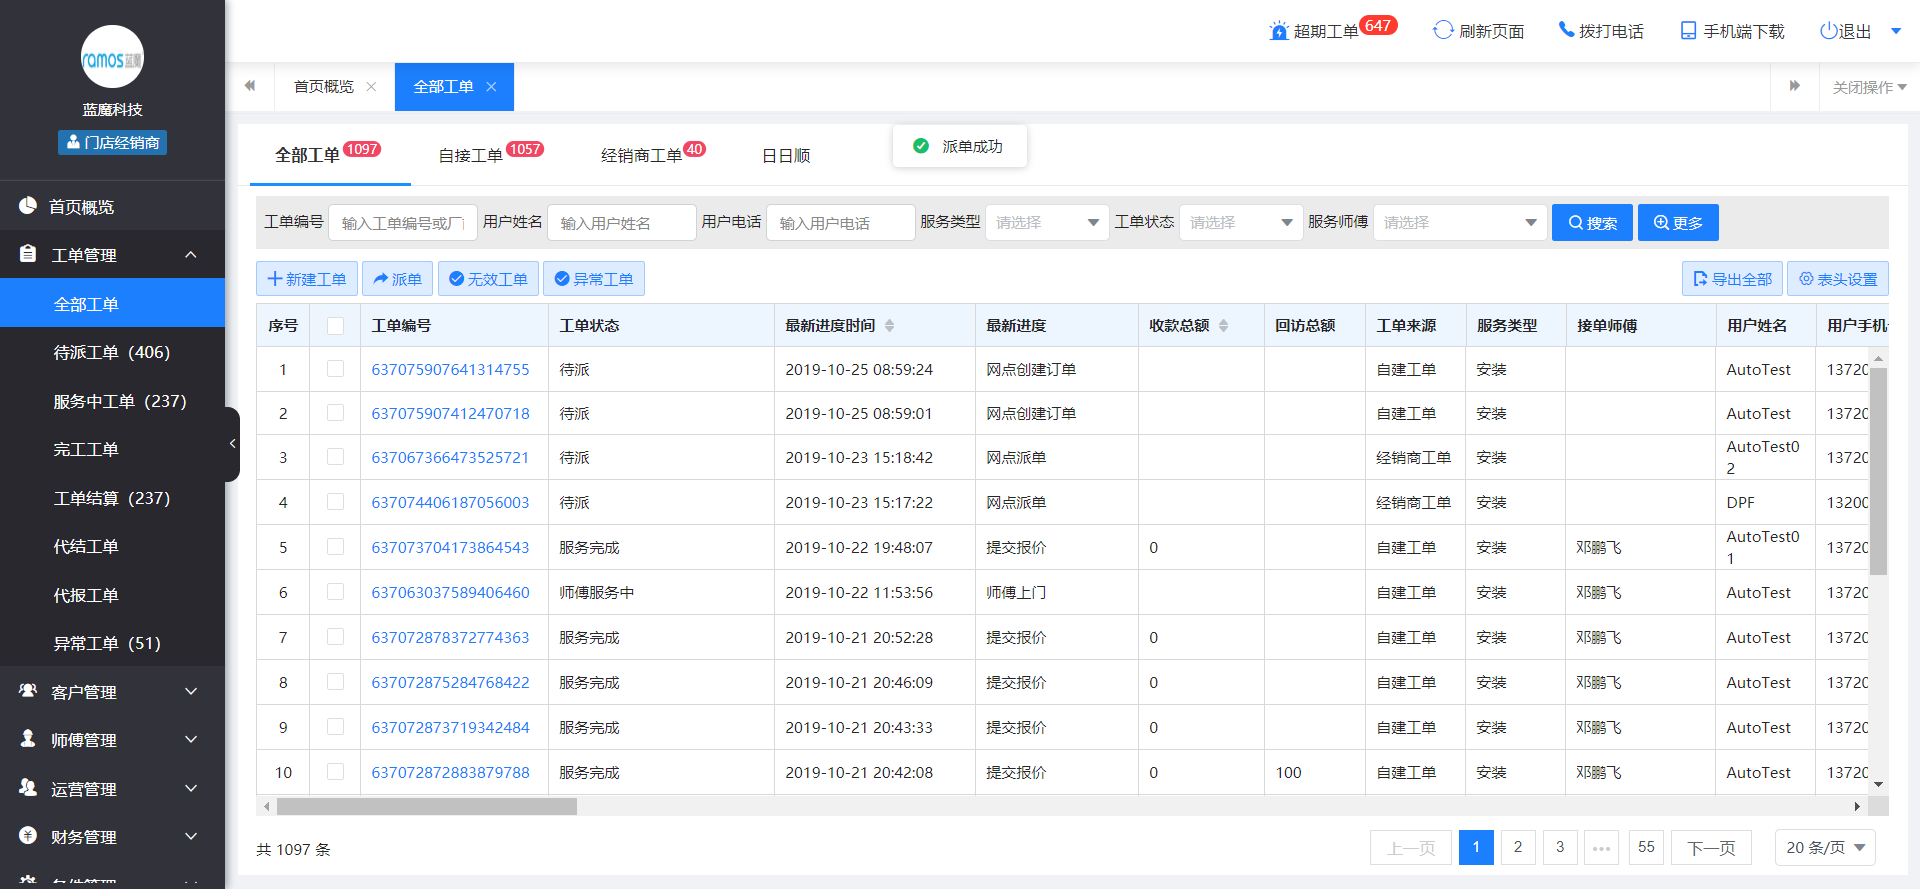 超期工单 647 刷新页面 拨打电话 手机端下载 退出
ramos蓝魔
蓝魔科技
门店经销商
首页概览 全部工单 关闭操作
派单成功
全部工单 1097 自接工单 1057 经销商工单 40 日日顺
首页概览
工单管理
全部工单
待派工单（406）
服务中工单（237）
完工工单
工单结算（237）
代结工单
代报工单
异常工单（51）
客户管理
师傅管理
运营管理
财务管理
工单编号 输入工单编号或厂 用户姓名 输入用户姓名 用户电话 输入用户电话 服务类型 请选择 工单状态 请选择 服务师傅 请选择 搜索 更多
新建工单 派单 无效工单 异常工单 导出全部 表头设置
序号 工单编号 工单状态 最新进度时间 最新进度 收款总额 回访总额 工单来源 服务类型 接单师傅 用户姓名 用户手机
1 637075907641314755 待派 2019-10-25 08:59:24 网点创建订单 自建工单 安装 AutoTest 13720
2 637075907412470718 待派 2019-10-25 08:59:01 网点创建订单 自建工单 安装 AutoTest 13720
3 637067366473525721 待派 2019-10-23 15:18:42 网点派单 经销商工单 安装 AutoTest02 13720
4 637074406187056003 待派 2019-10-23 15:17:22 网点派单 经销商工单 安装 DPF 13200
5 637073704173864543 服务完成 2019-10-22 19:48:07 提交报价 0 自建工单 安装 邓鹏飞 AutoTest01 13720
6 637063037589406460 师傅服务中 2019-10-22 11:53:56 师傅上门 自建工单 安装 邓鹏飞 AutoTest 13720
7 637072878372774363 服务完成 2019-10-21 20:52:28 提交报价 0 自建工单 安装 邓鹏飞 AutoTest 13720
8 637072875284768422 服务完成 2019-10-21 20:46:09 提交报价 0 自建工单 安装 邓鹏飞 AutoTest 13720
9 637072873719342484 服务完成 2019-10-21 20:43:33 提交报价 0 自建工单 安装 邓鹏飞 AutoTest 13720
10 637072872883879788 服务完成 2019-10-21 20:42:08 提交报价 0 100 自建工单 安装 邓鹏飞 AutoTest 13720
共 1097 条 上一页 1 2 3 ••• 55 下一页 20 条/页